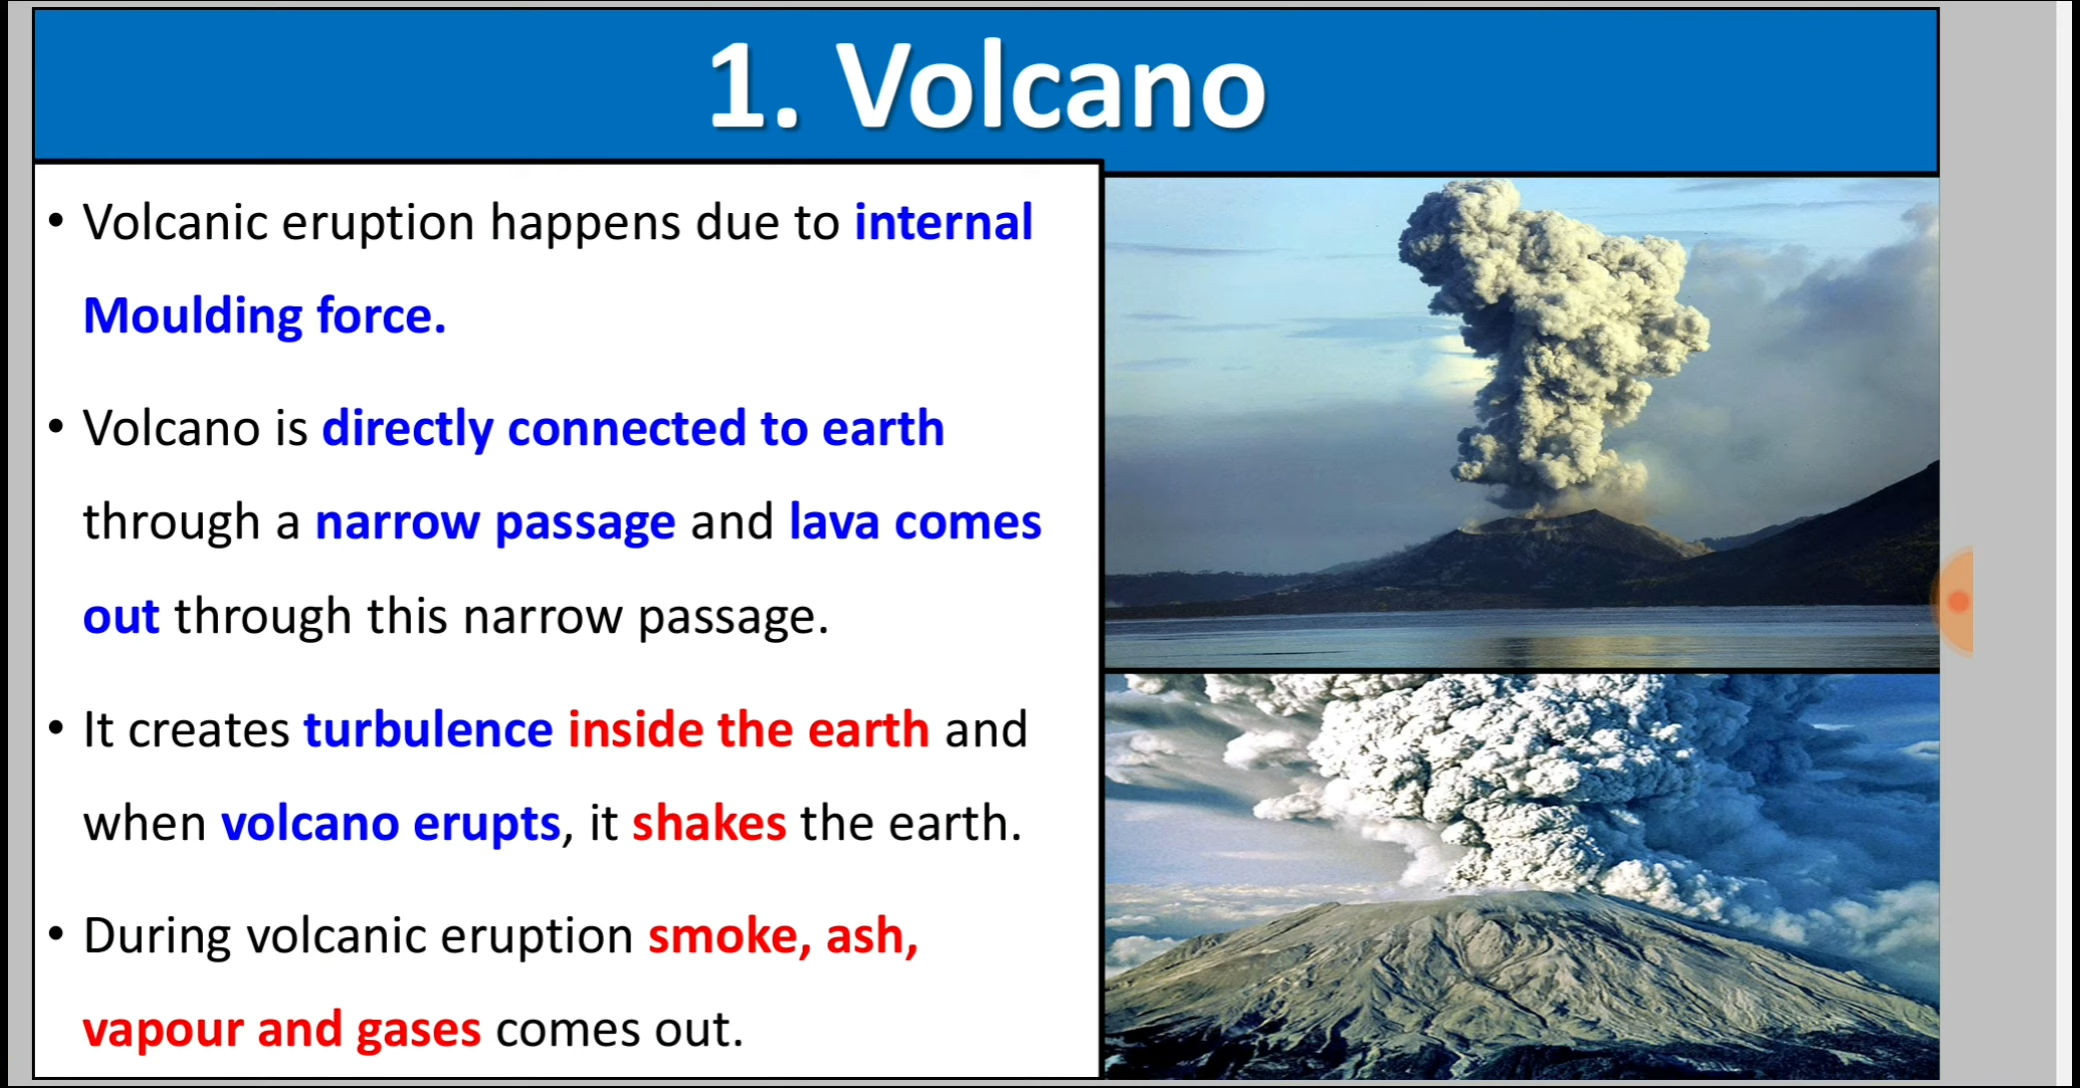 1. Volcano
• Volcanic eruption happens due to internal
Moulding force.
• Volcano is directly connected to earth
through a narrow passage and lava comes
out through this narrow passage.
• It creates turbulence inside the earth and
when volcano erupts, it shakes the earth.
• During volcanic eruption smoke, ash,
vapour and gases comes out.